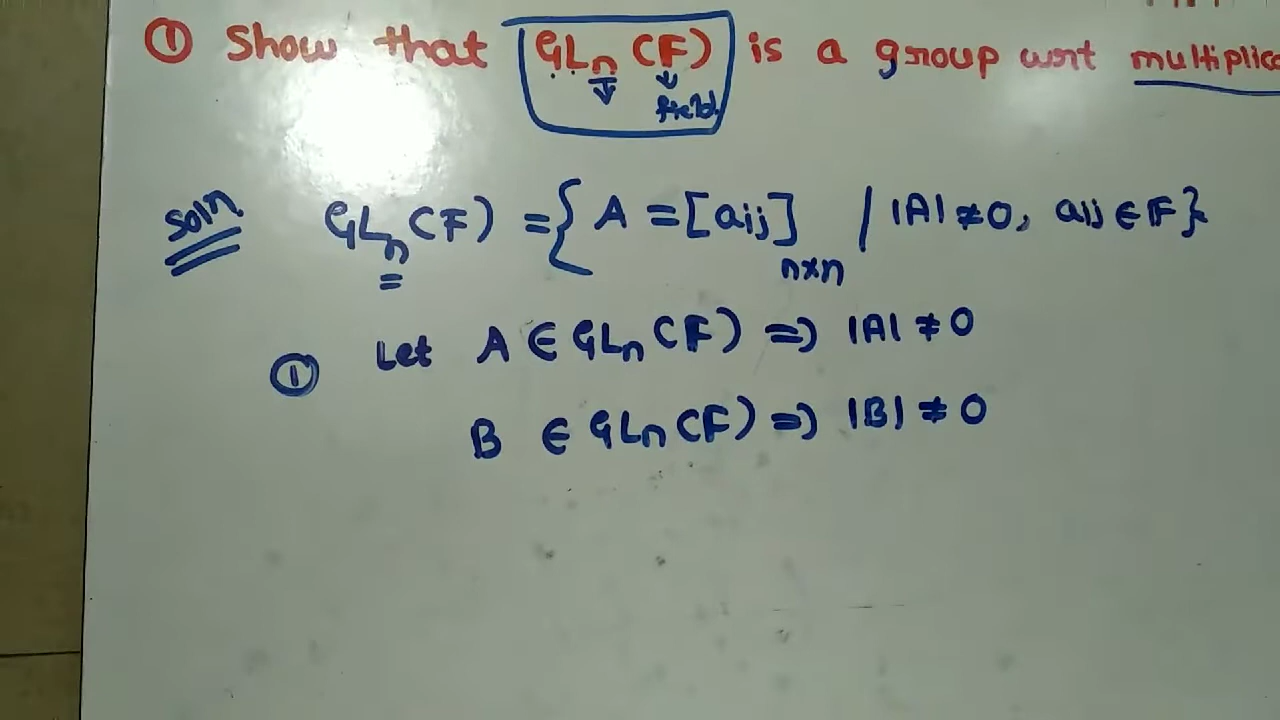 ① Show that GLn (F) is a group wrt multiplica
field
Soln GLn (F) = { A = [aij] n×n / |A| ≠ 0, aij ∈ F }
① Let A ∈ GLn (F) => |A| ≠ 0
B ∈ GLn (F) => |B| ≠ 0